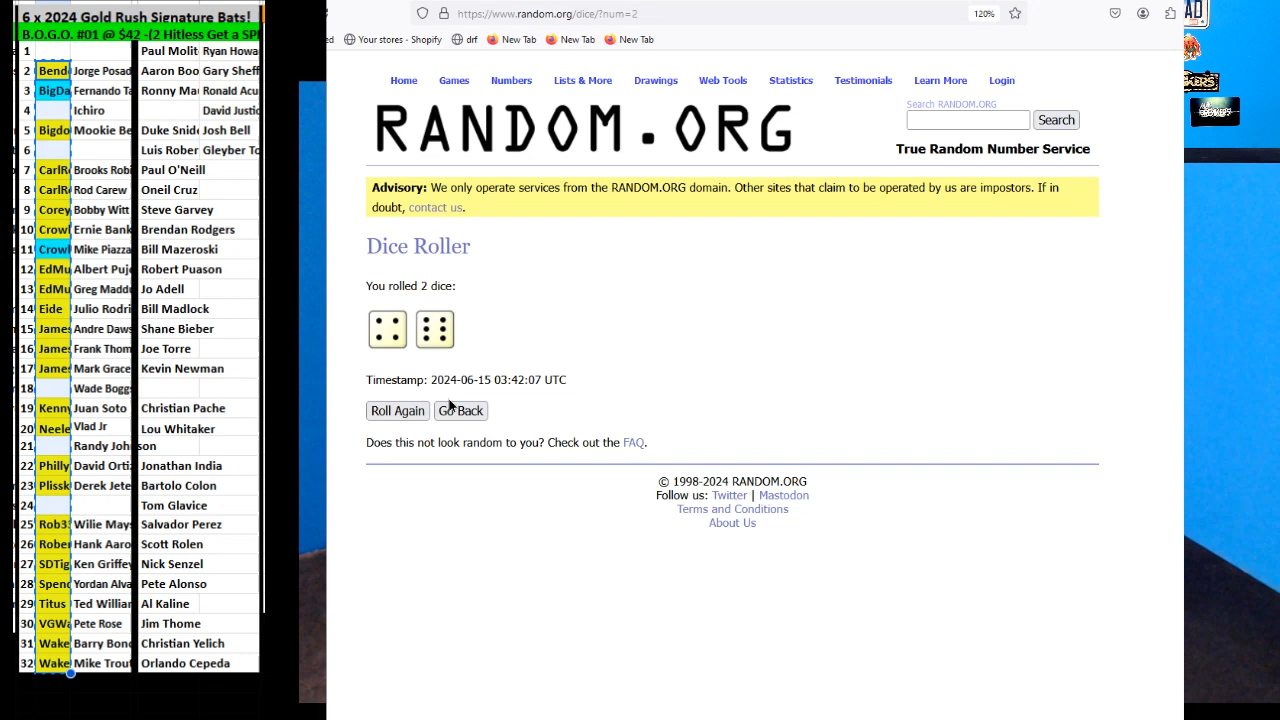 6 x 2024 Gold Rush Signature Bats!
B.O.G.O. #01 @ $42 -(2 Hitless Get a SP
1 Paul Molit Ryan Howa
2 Bend Jorge Posad Aaron Boo Gary Sheff
3 BigDa Fernando Ta Ronny Mau Ronald Acu
4 Ichiro David Justic
5 Bigdo Mookie Be Duke Snide Josh Bell
6 Luis Rober Gleyber To
7 CarlR Brooks Robi Paul O'Neill
8 CarlR Rod Carew Oneil Cruz
9 Corey Bobby Witt Steve Garvey
10 Crowl Ernie Bank Brendan Rodgers
11 Crowl Mike Piazza Bill Mazeroski
12 EdMu Albert Pujo Robert Puason
13 EdMu Greg Maddu Jo Adell
14 Eide Julio Rodri Bill Madlock
15 James Andre Daws Shane Bieber
16 James Frank Thom Joe Torre
17 James Mark Grace Kevin Newman
18 Wade Boggs
19 Kenny Juan Soto Christian Pache
20 Neele Vlad Jr Lou Whitaker
21 Randy Johnson
22 Philly David Orti Jonathan India
23 Plissk Derek Jete Bartolo Colon
24 Tom Glavice
25 Rob3 Wilie Mays Salvador Perez
26 Rober Hank Aaro Scott Rolen
27 SDTig Ken Griffey Nick Senzel
28 Spenc Yordan Alva Pete Alonso
29 Titus Ted William Al Kaline
30 VGWa Pete Rose Jim Thome
31 Wake Barry Bond Christian Yelich
32 Wake Mike Trout Orlando Cepeda
https://www.random.org/dice/?num=2 120%
ed Your stores - Shopify drf New Tab New Tab New Tab
Home Games Numbers Lists & More Drawings Web Tools Statistics Testimonials Learn More Login
RANDOM.ORG
Search RANDOM.ORG
Search
True Random Number Service
Advisory: We only operate services from the RANDOM.ORG domain. Other sites that claim to be operated by us are impostors. If in
doubt, contact us.
Dice Roller
You rolled 2 dice:
Timestamp: 2024-06-15 03:42:07 UTC
Roll Again Go Back
Does this not look random to you? Check out the FAQ.
© 1998-2024 RANDOM.ORG
Follow us: Twitter | Mastodon
Terms and Conditions
About Us